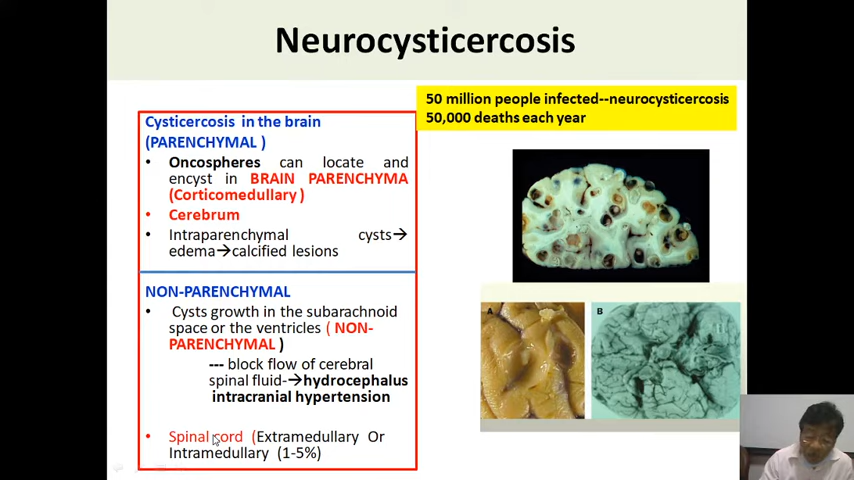 Neurocysticercosis
50 million people infected--neurocysticercosis
50,000 deaths each year
Cysticercosis in the brain
(PARENCHYMAL )
• Oncospheres can locate and
encyst in BRAIN PARENCHYMA
(Corticomedullary )
• Cerebrum
• Intraparenchymal cysts→
edema→calcified lesions
NON-PARENCHYMAL
• Cysts growth in the subarachnoid
space or the ventricles ( NON-
PARENCHYMAL )
--- block flow of cerebral
spinal fluid-→hydrocephalus
intracranial hypertension
• Spinal cord (Extramedullary Or
Intramedullary (1-5%)
A
B